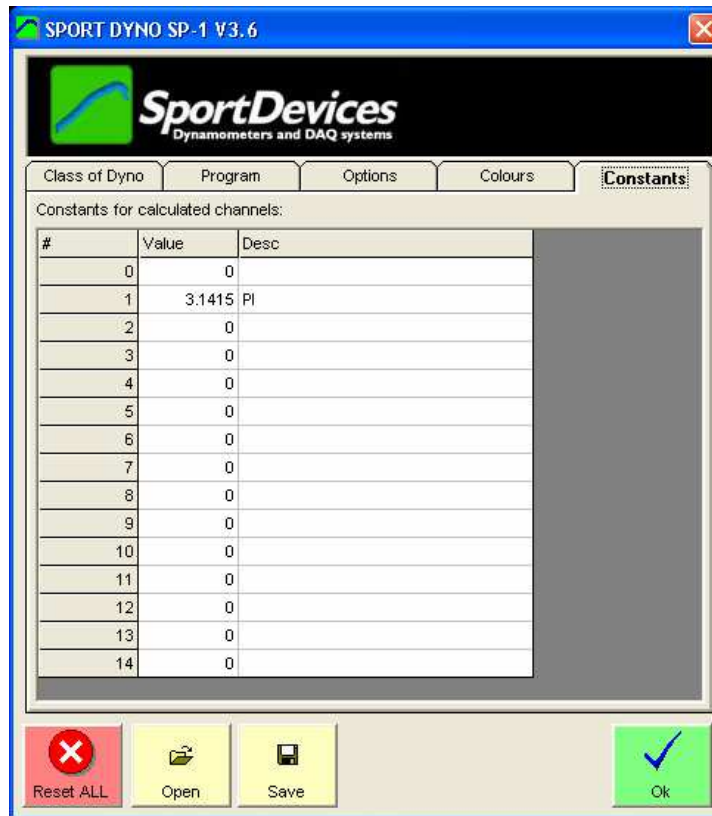 SPORT DYNO SP-1 V3.6
SportDevices
Dynamometers and DAQ systems
Class of Dyno Program Options Colours Constants
Constants for calculated channels:
# Value Desc
0 0
1 3.1415 PI
2 0
3 0
4 0
5 0
6 0
7 0
8 0
9 0
10 0
11 0
12 0
13 0
14 0
Reset ALL Open Save Ok